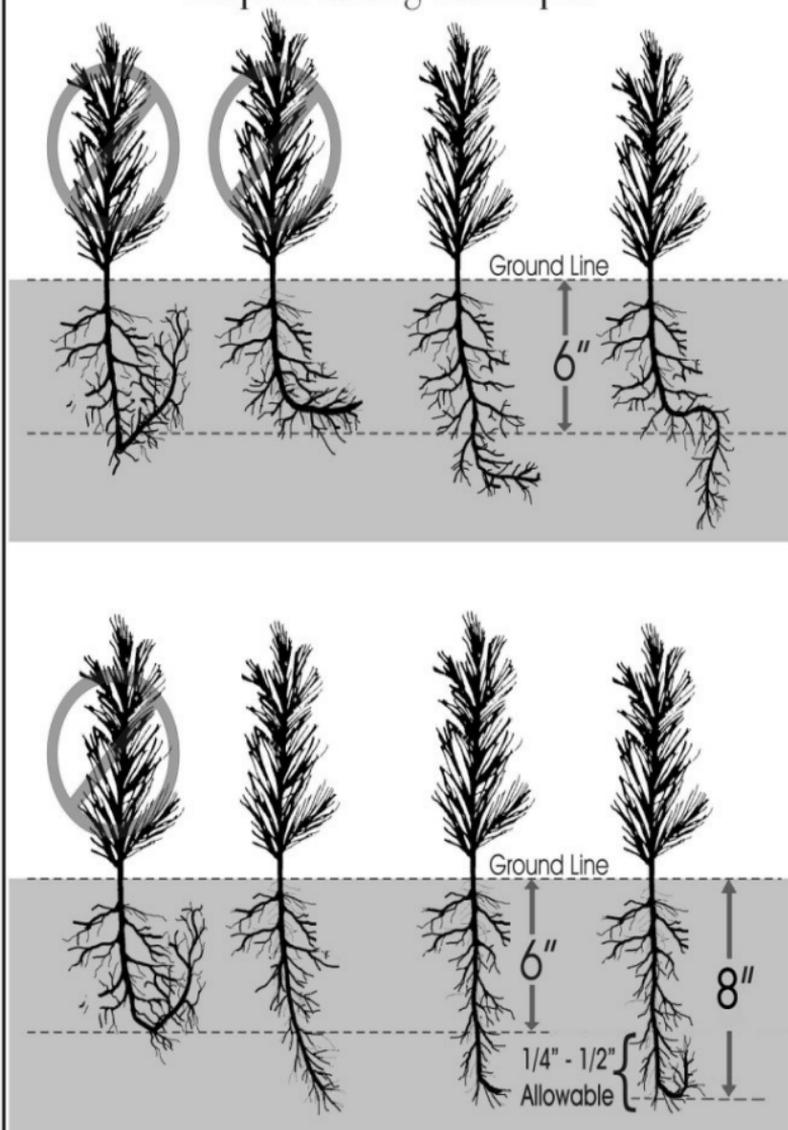 Ground Line
6”
Ground Line
6”
8”
1/4” - 1/2”
Allowable